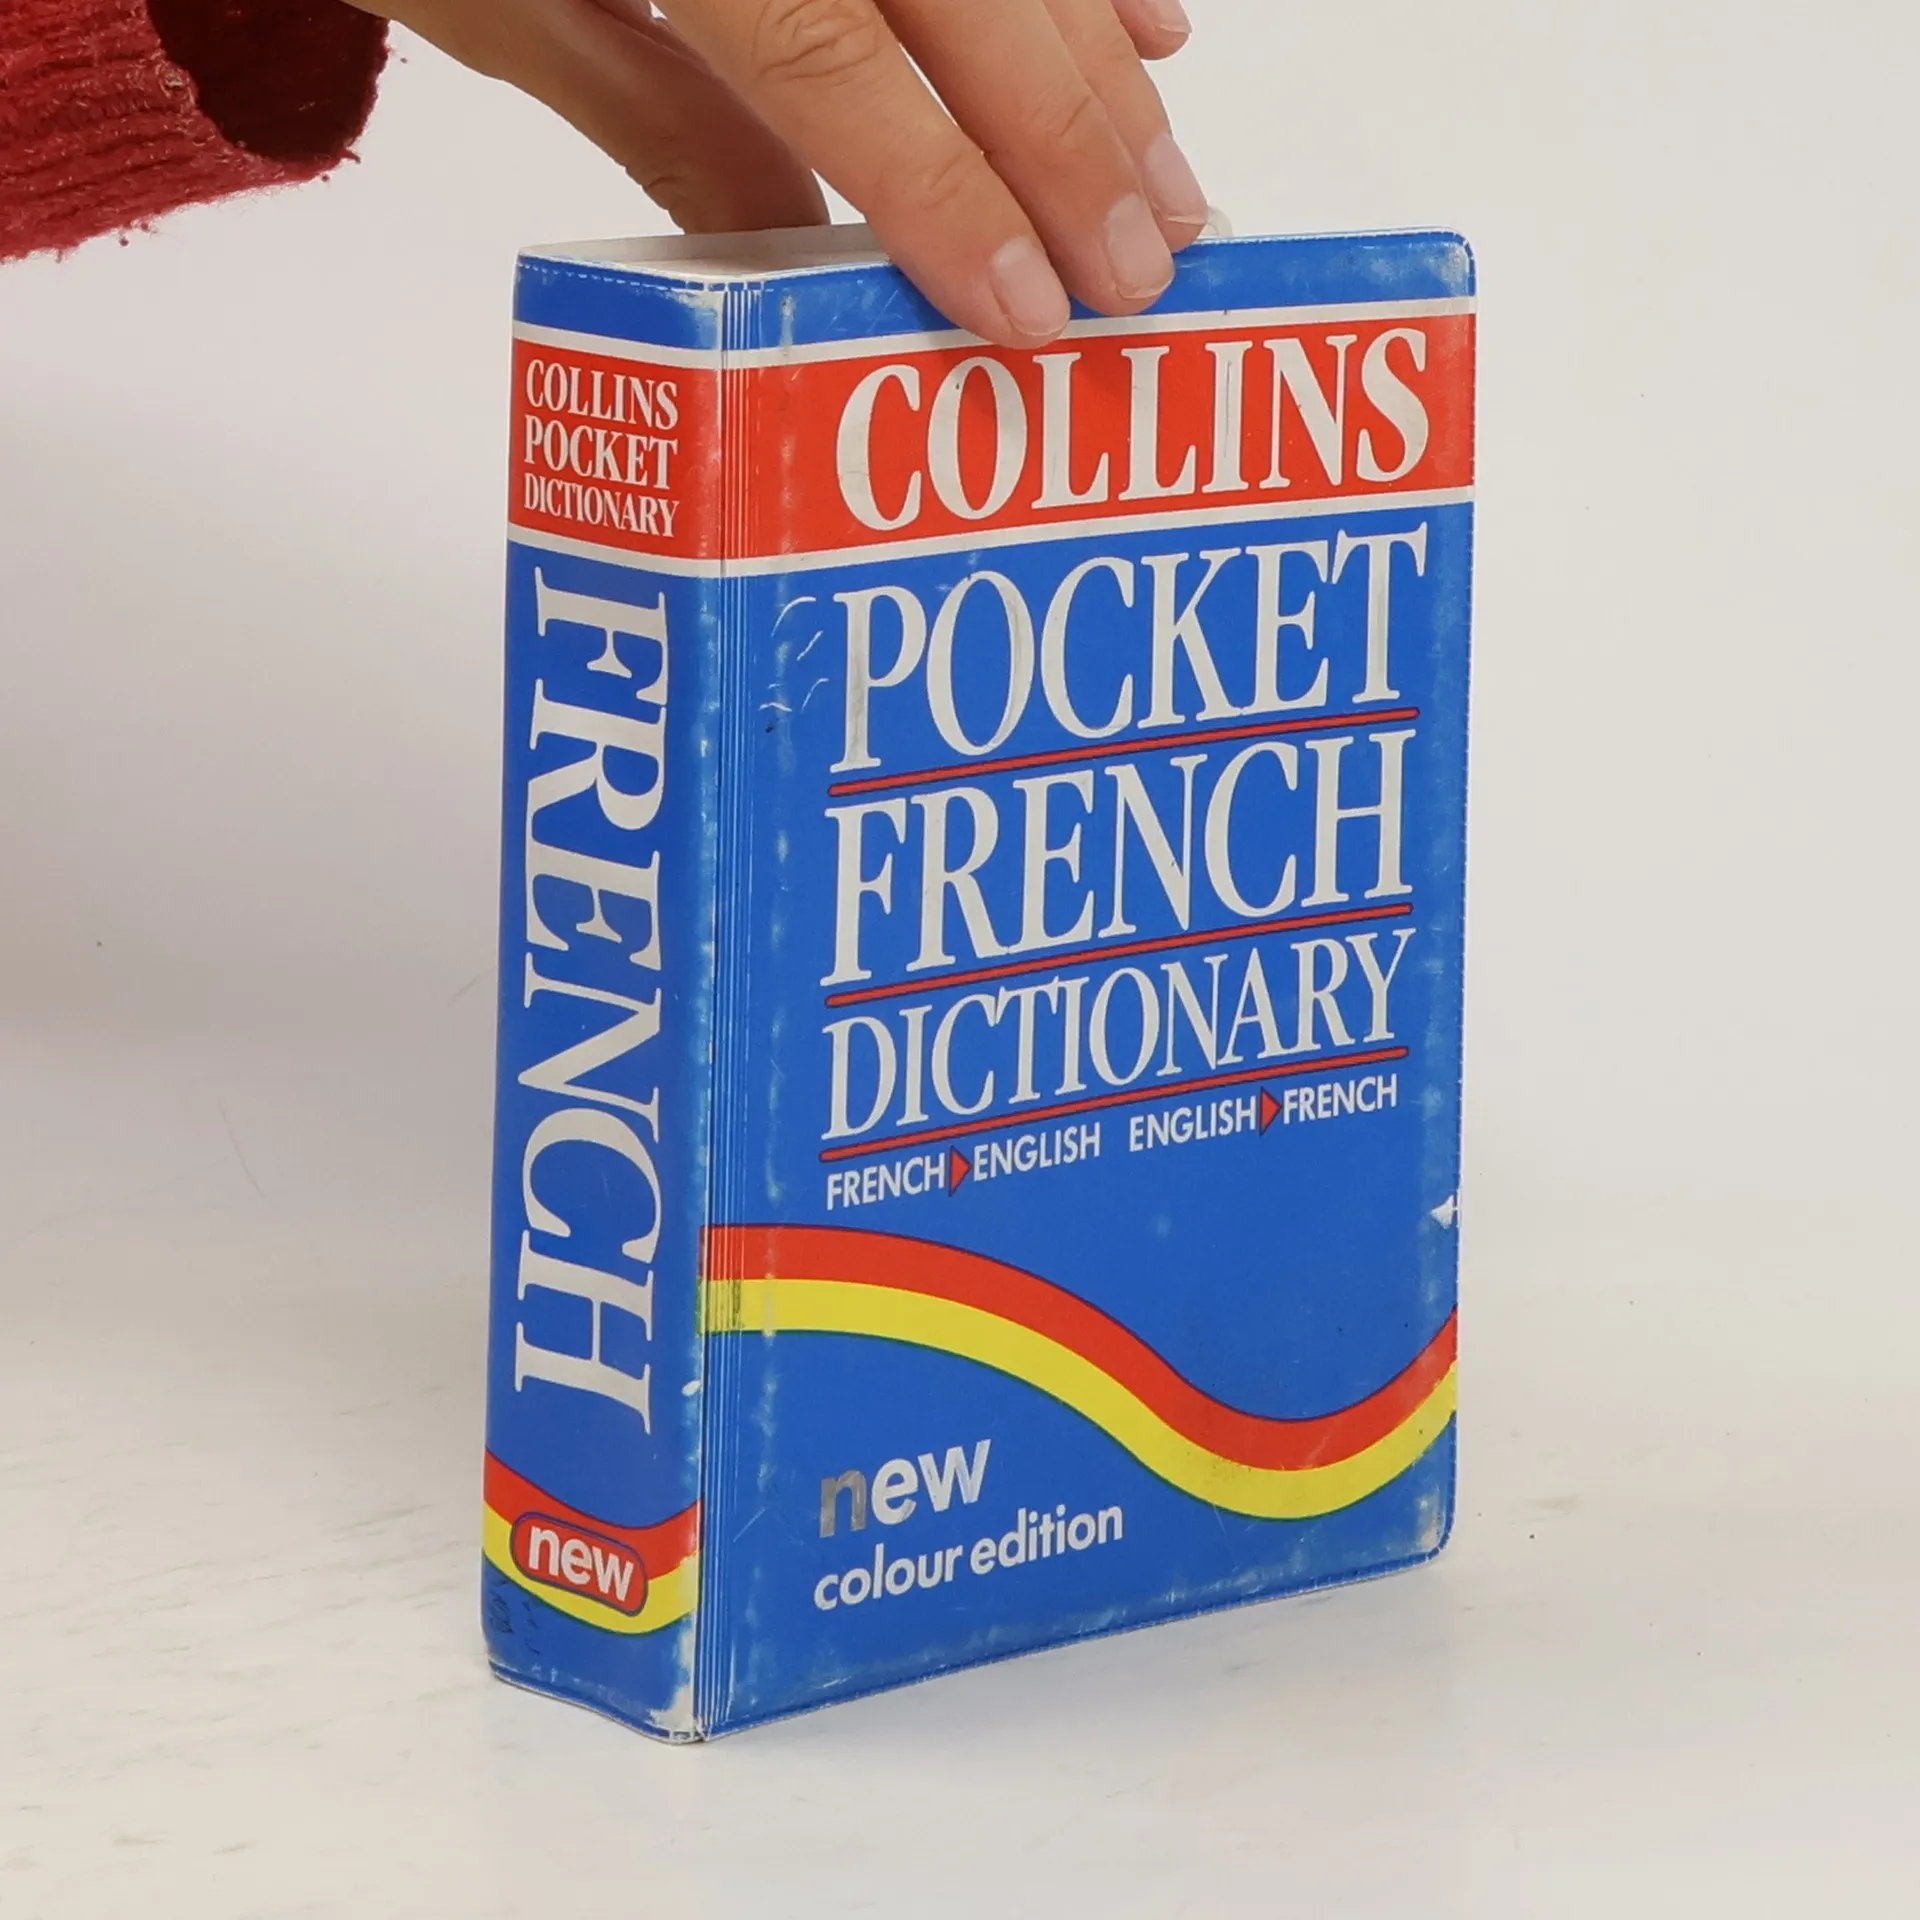 COLLINS
POCKET
DICTIONARY
FRENCH
new
COLLINS
POCKET
FRENCH
DICTIONARY
FRENCH ENGLISH ENGLISH FRENCH
new
colour edition